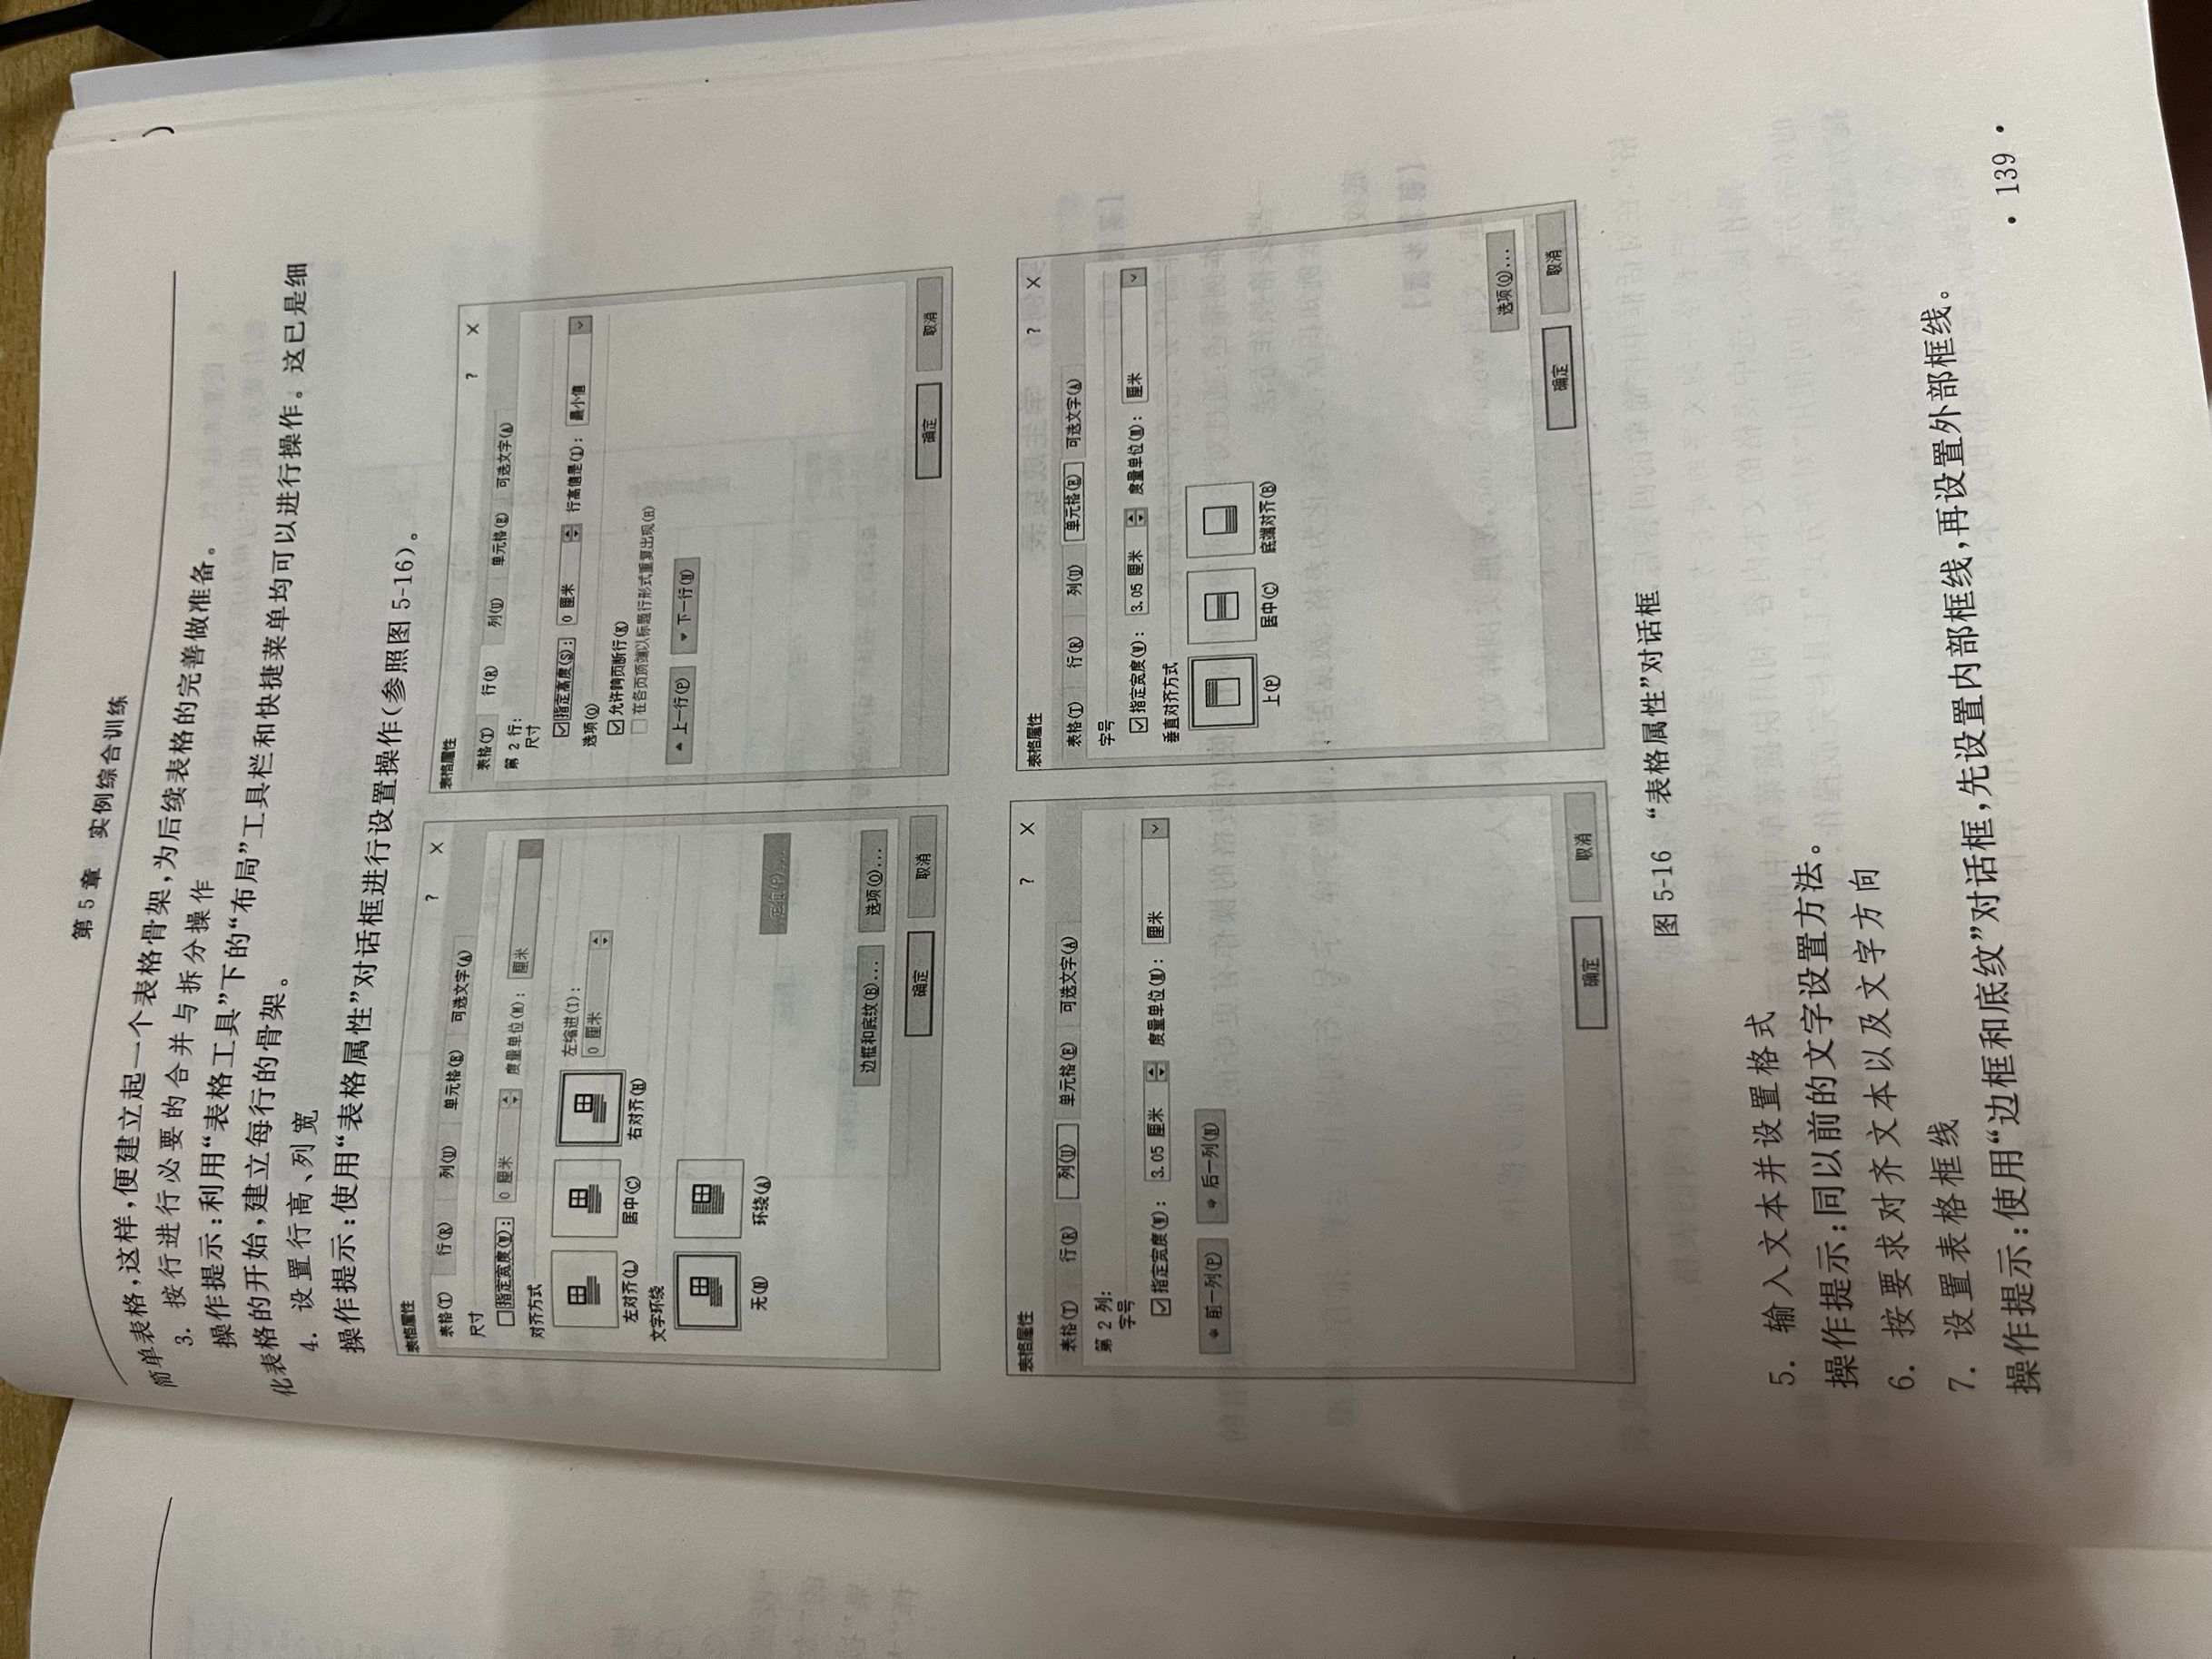 第5章 实例综合训练
简单表格,这样,便建立起一个表格骨架,为后续表格的完善做准备。
3. 按行进行必要的合并与拆分操作
操作提示:利用“表格工具”下的“布局”工具栏和快捷菜单均可以进行操作。这已是细
化表格的开始,建立每行的骨架。
4. 设置行高、列宽
操作提示:使用“表格属性”对话框进行设置操作(参照图5-16)。
表格属性 ? ×
表格(T) 行(R) 列(U) 单元格(E) 可选文字(A)
尺寸
指定宽度(W): 0 厘米 度量单位(M): 厘米
对齐方式
左缩进(I):
0 厘米
左对齐(L) 居中(C) 右对齐(H)
文字环绕
无(N) 环绕(A)
定位(P)...
边框和底纹(B)... 选项(O)...
确定 取消
表格属性 ? ×
表格(T) 行(R) 列(U) 单元格(E) 可选文字(A)
第 2 行:
尺寸
指定高度(S): 0 厘米 行高值是(I): 最小值
选项(O)
允许跨页断行(K)
在各页顶端以标题行形式重复出现(H)
上一行(P) 下一行(N)
确定 取消
表格属性 ? ×
表格(T) 行(R) 列(U) 单元格(E) 可选文字(A)
第 2 列:
字号
指定宽度(W): 3.05 厘米 度量单位(M): 厘米
前一列(P) 后一列(N)
确定 取消
表格属性 ? ×
表格(T) 行(R) 列(U) 单元格(E) 可选文字(A)
字号
指定宽度(W): 3.05 厘米 度量单位(M): 厘米
垂直对齐方式
上(P) 居中(C) 底端对齐(B)
选项(O)...
确定 取消
图 5-16 “表格属性”对话框
5. 输入文本并设置格式
操作提示:同以前的文字设置方法。
6. 按要求对齐文本以及文字方向
7. 设置表格框线
操作提示:使用“边框和底纹”对话框,先设置内部框线,再设置外部框线。
• 139 •